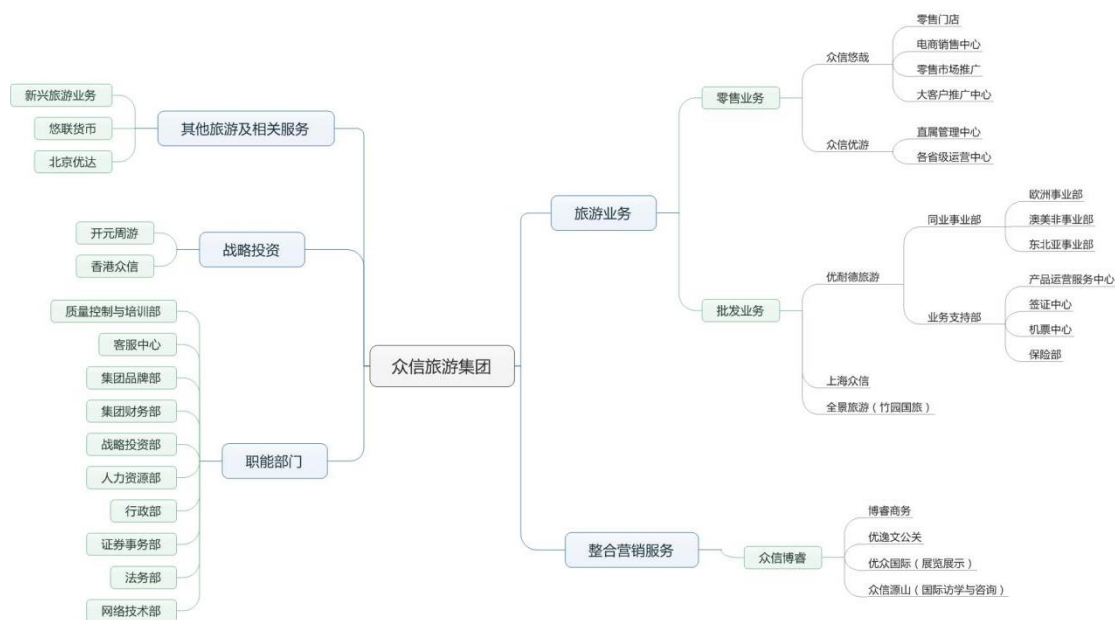 众信旅游集团
其他旅游及相关服务
新兴旅游业务
悠联货币
北京优达
战略投资
开元周游
香港众信
职能部门
质量控制与培训部
客服中心
集团品牌部
集团财务部
战略投资部
人力资源部
行政部
证券事务部
法务部
网络技术部
旅游业务
零售业务
众信悠哉
零售门店
电商销售中心
零售市场推广
大客户推广中心
众信优游
直属管理中心
各省级运营中心
批发业务
优耐德旅游
同业事业部
欧洲事业部
澳美非事业部
东北亚事业部
业务支持部
产品运营服务中心
签证中心
机票中心
保险部
上海众信
全景旅游（竹园国旅）
整合营销服务
众信博睿
博睿商务
优逸文公关
优众国际（展览展示）
众信源山（国际访学与咨询）